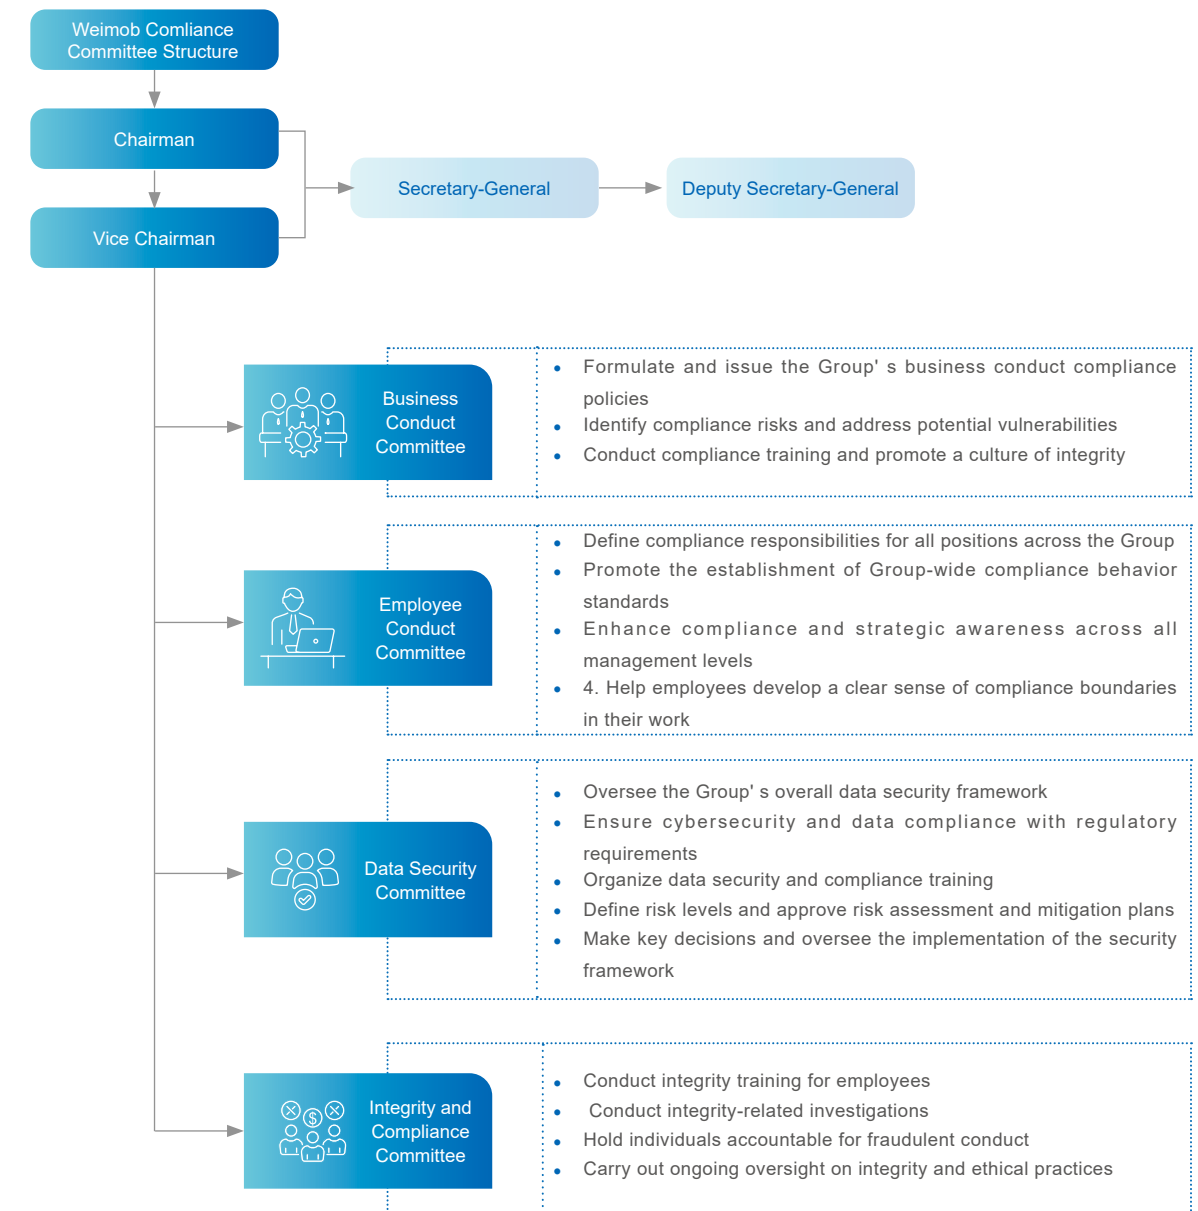 Weimob Comliance
Committee Structure
Chairman
Vice Chairman
Secretary-General
Deputy Secretary-General
Business
Conduct
Committee
• Formulate and issue the Group' s business conduct compliance
policies
• Identify compliance risks and address potential vulnerabilities
• Conduct compliance training and promote a culture of integrity
Employee
Conduct
Committee
• Define compliance responsibilities for all positions across the Group
• Promote the establishment of Group-wide compliance behavior
standards
• Enhance compliance and strategic awareness across all
management levels
• 4. Help employees develop a clear sense of compliance boundaries
in their work
Data Security
Committee
• Oversee the Group' s overall data security framework
• Ensure cybersecurity and data compliance with regulatory
requirements
• Organize data security and compliance training
• Define risk levels and approve risk assessment and mitigation plans
• Make key decisions and oversee the implementation of the security
framework
Integrity and
Compliance
Committee
• Conduct integrity training for employees
• Conduct integrity-related investigations
• Hold individuals accountable for fraudulent conduct
• Carry out ongoing oversight on integrity and ethical practices